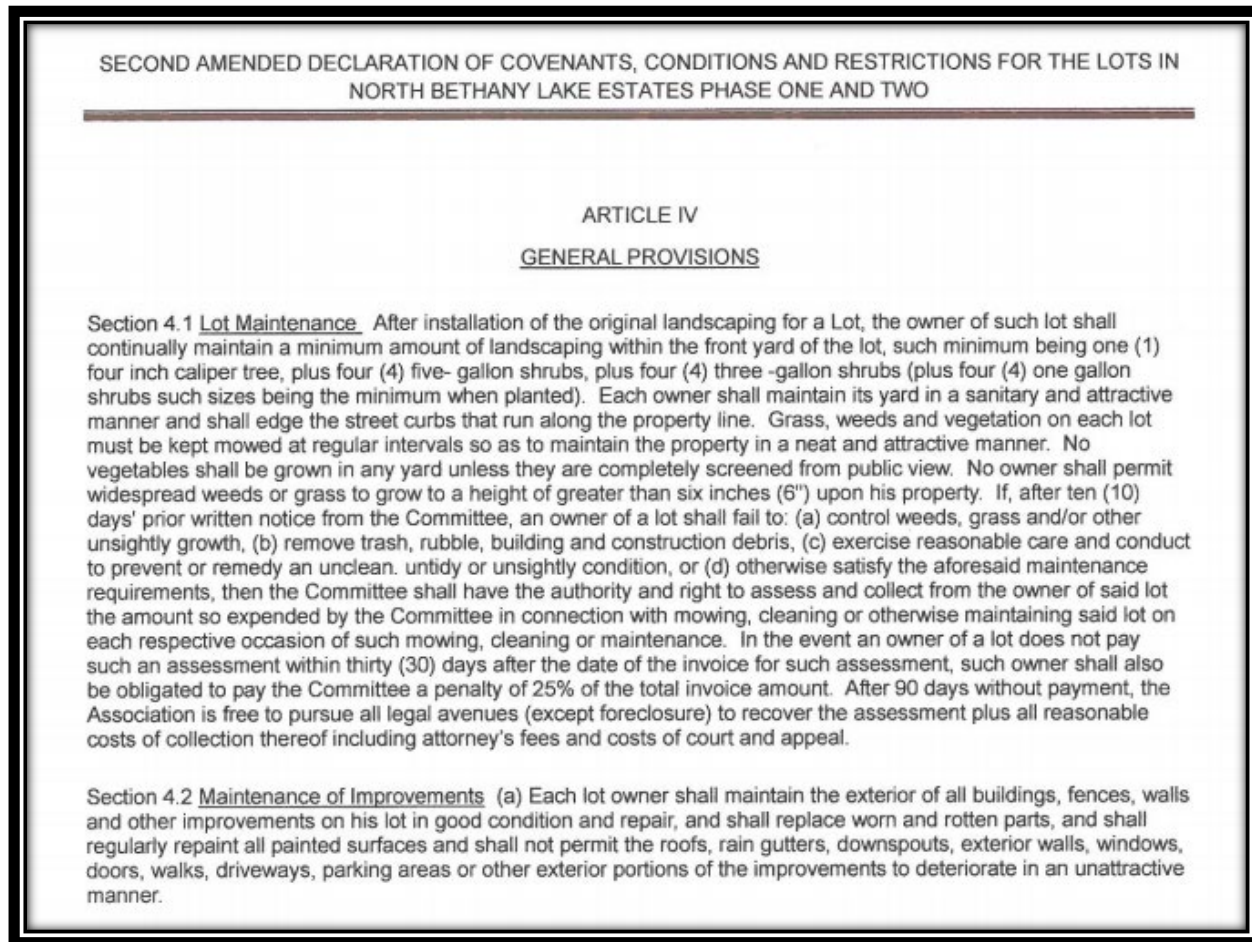 SECOND AMENDED DECLARATION OF COVENANTS, CONDITIONS AND RESTRICTIONS FOR THE LOTS IN
NORTH BETHANY LAKE ESTATES PHASE ONE AND TWO
ARTICLE IV
GENERAL PROVISIONS
Section 4.1 Lot Maintenance After installation of the original landscaping for a Lot, the owner of such lot shall
continually maintain a minimum amount of landscaping within the front yard of the lot, such minimum being one (1)
four inch caliper tree, plus four (4) five- gallon shrubs, plus four (4) three -gallon shrubs (plus four (4) one gallon
shrubs such sizes being the minimum when planted). Each owner shall maintain its yard in a sanitary and attractive
manner and shall edge the street curbs that run along the property line. Grass, weeds and vegetation on each lot
must be kept mowed at regular intervals so as to maintain the property in a neat and attractive manner. No
vegetables shall be grown in any yard unless they are completely screened from public view. No owner shall permit
widespread weeds or grass to grow to a height of greater than six inches (6") upon his property. If, after ten (10)
days' prior written notice from the Committee, an owner of a lot shall fail to: (a) control weeds, grass and/or other
unsightly growth, (b) remove trash, rubble, building and construction debris, (c) exercise reasonable care and conduct
to prevent or remedy an unclean. untidy or unsightly condition, or (d) otherwise satisfy the aforesaid maintenance
requirements, then the Committee shall have the authority and right to assess and collect from the owner of said lot
the amount so expended by the Committee in connection with mowing, cleaning or otherwise maintaining said lot on
each respective occasion of such mowing, cleaning or maintenance. In the event an owner of a lot does not pay
such an assessment within thirty (30) days after the date of the invoice for such assessment, such owner shall also
be obligated to pay the Committee a penalty of 25% of the total invoice amount. After 90 days without payment, the
Association is free to pursue all legal avenues (except foreclosure) to recover the assessment plus all reasonable
costs of collection thereof including attorney's fees and costs of court and appeal.
Section 4.2 Maintenance of Improvements (a) Each lot owner shall maintain the exterior of all buildings, fences, walls
and other improvements on his lot in good condition and repair, and shall replace worn and rotten parts, and shall
regularly repaint all painted surfaces and shall not permit the roofs, rain gutters, downspouts, exterior walls, windows,
doors, walks, driveways, parking areas or other exterior portions of the improvements to deteriorate in an unattractive
manner.